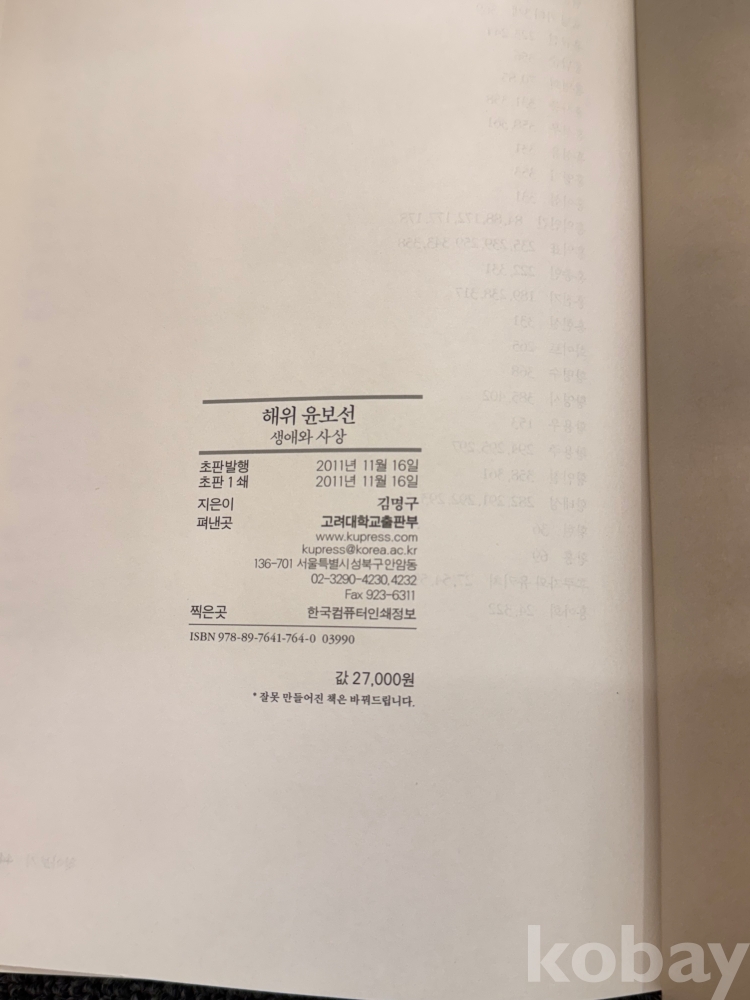 해위 윤보선
생애와 사상
초판발행 2011년 11월 16일
초판 1쇄 2011년 11월 16일
지은이 김명구
펴낸곳 고려대학교출판부
www.kupress.com
kupress@korea.ac.kr
136-701 서울특별시 성북구 안암동
02-3290-4230, 4232
Fax 923-6311
찍은곳 한국컴퓨터인쇄정보
ISBN 978-89-7641-764-0 03990
값 27,000원
* 잘못 만들어진 책은 바꿔드립니다.
kobay